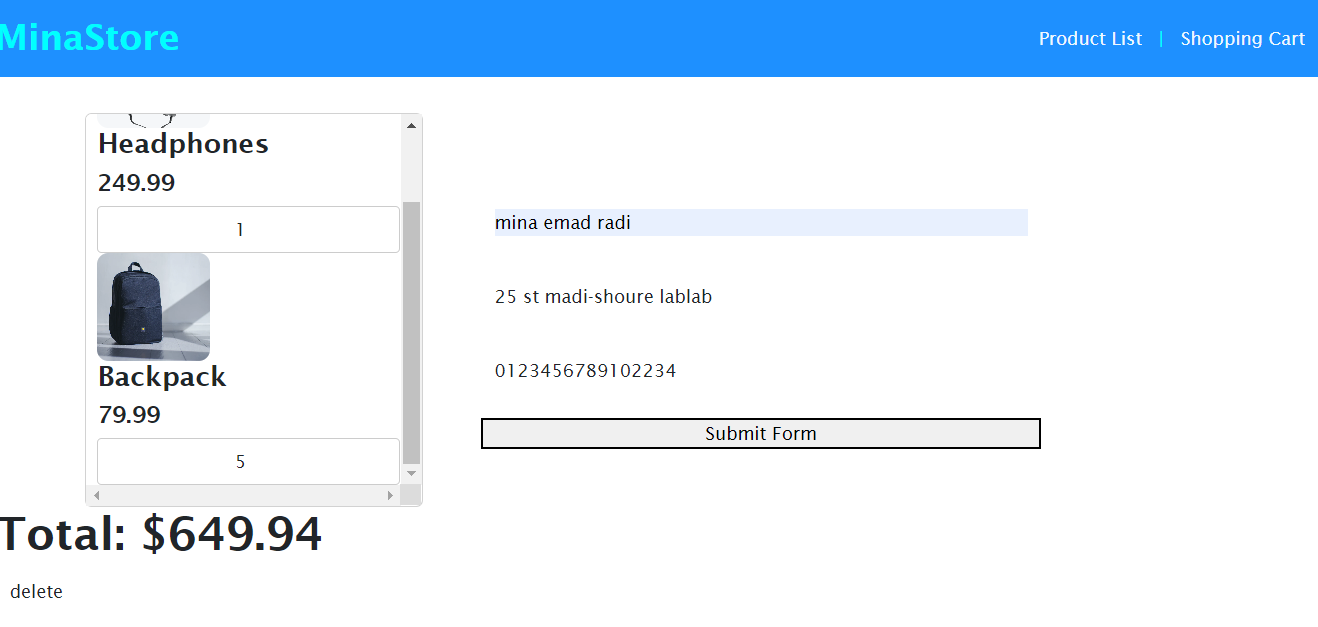 MinaStore
Product List | Shopping Cart
Headphones
249.99
1
Backpack
79.99
5
mina emad radi
25 st madi-shoure lablab
0123456789102234
Submit Form
Total: $649.94
delete